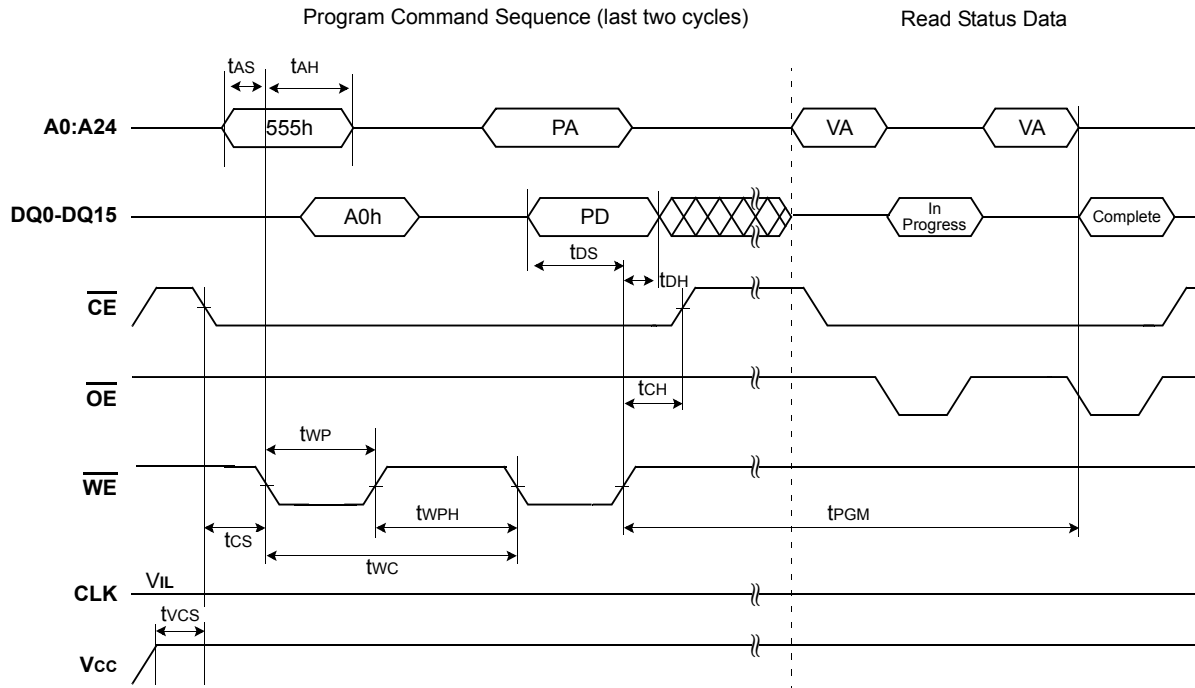 Program Command Sequence (last two cycles)
Read Status Data
tAS
tAH
A0:A24
555h
PA
VA
VA
DQ0-DQ15
A0h
PD
In
Progress
Complete
tDS
tDH
CE
OE
tCH
tWP
WE
tWPH
tPGM
tCS
tWC
CLK
VIL
tVCS
Vcc